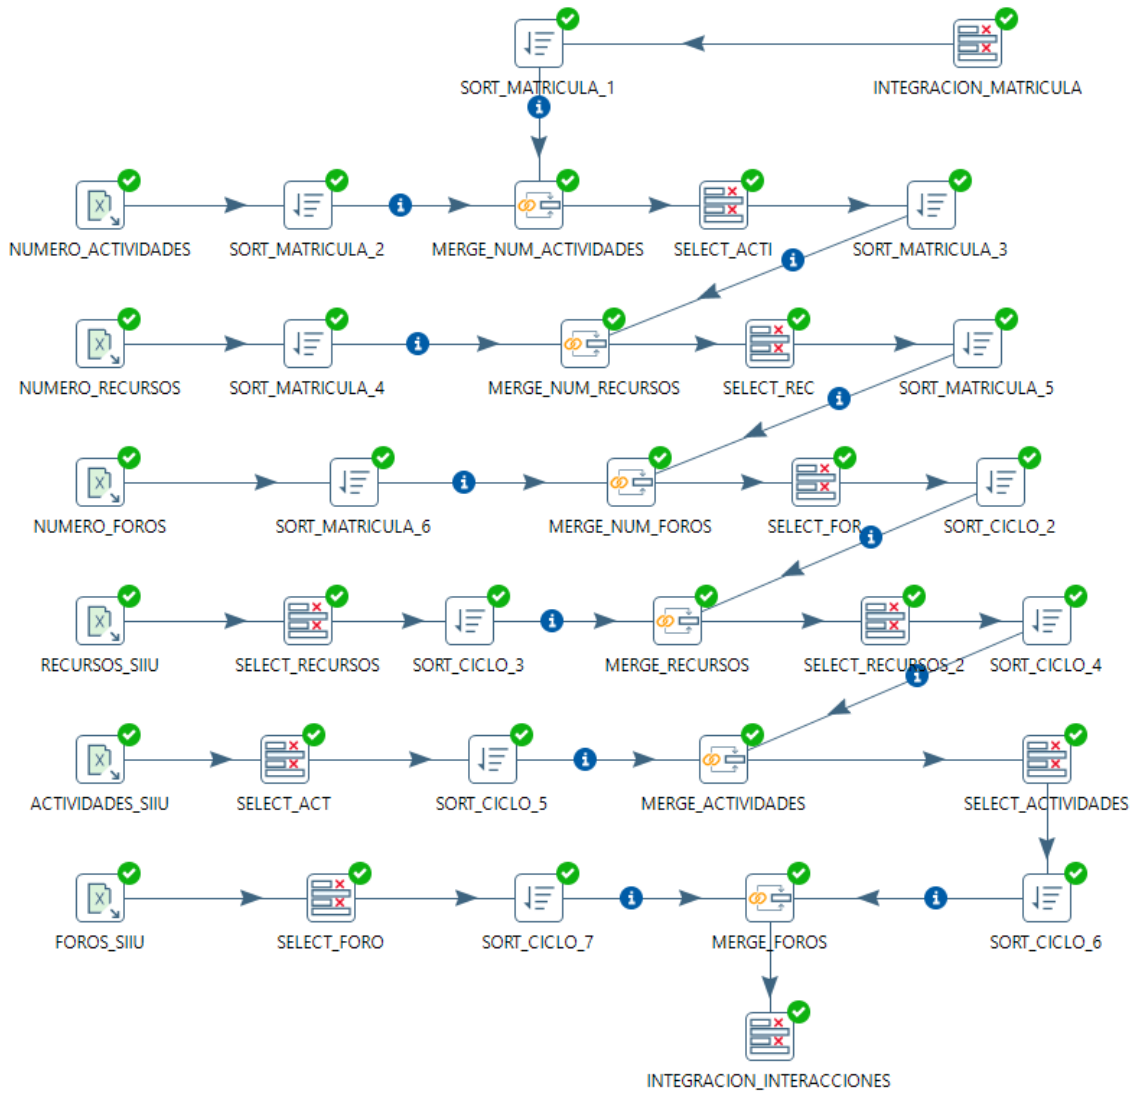 SORT_MATRICULA_1
INTEGRACION_MATRICULA
NUMERO_ACTIVIDADES
SORT_MATRICULA_2
MERGE_NUM_ACTIVIDADES
SELECT_ACTI
SORT_MATRICULA_3
NUMERO_RECURSOS
SORT_MATRICULA_4
MERGE_NUM_RECURSOS
SELECT_REC
SORT_MATRICULA_5
NUMERO_FOROS
SORT_MATRICULA_6
MERGE_NUM_FOROS
SELECT_FOR
SORT_CICLO_2
RECURSOS_SIIU
SELECT_RECURSOS
SORT_CICLO_3
MERGE_RECURSOS
SELECT_RECURSOS_2
SORT_CICLO_4
ACTIVIDADES_SIIU
SELECT_ACT
SORT_CICLO_5
MERGE_ACTIVIDADES
SELECT_ACTIVIDADES
FOROS_SIIU
SELECT_FORO
SORT_CICLO_7
MERGE_FOROS
SORT_CICLO_6
INTEGRACION_INTERACCIONES